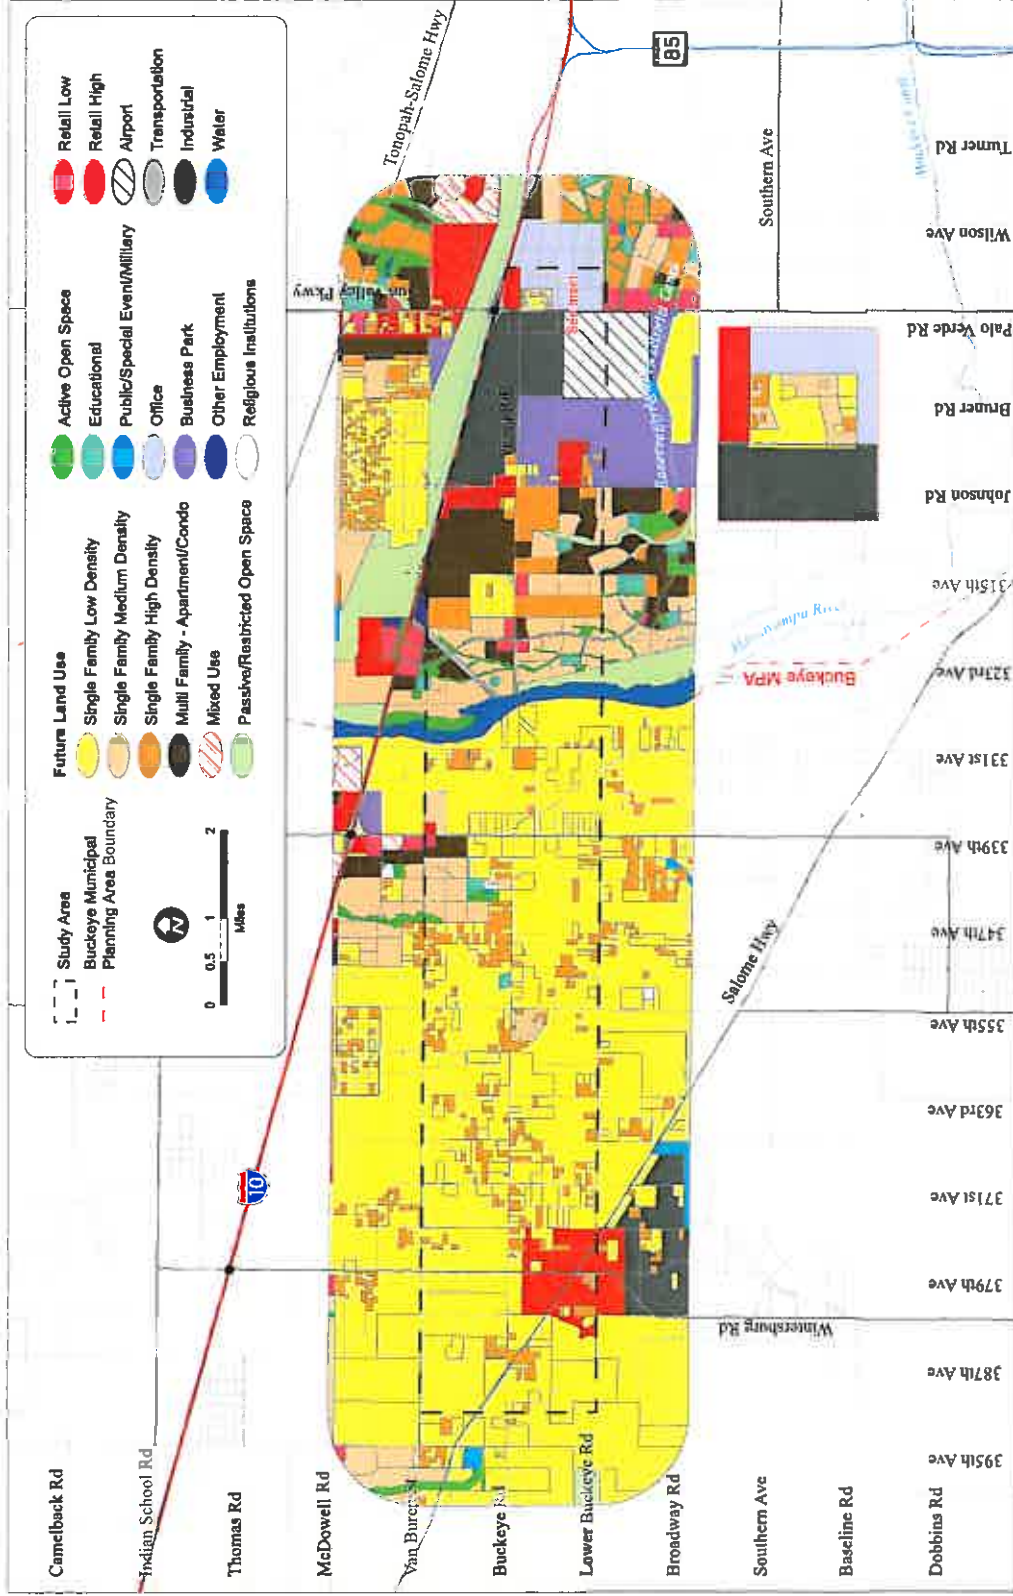 Future Land Use
Study Area
Buckeye Municipal
Planning Area Boundary
N
0 0.5 1 2
Miles
Single Family Low Density
Single Family Medium Density
Single Family High Density
Multi Family - Apartment/Condo
Mixed Use
Passive/Restricted Open Space
Active Open Space
Educational
Public/Special Event/Military
Office
Business Park
Other Employment
Religious Institutions
Retail Low
Retail High
Airport
Transportation
Industrial
Water
Camelback Rd
Indian School Rd
Thomas Rd
McDowell Rd
Van Buren St
Buckeye Rd
Lower Buckeye Rd
Broadway Rd
Southern Ave
Baseline Rd
Dobbins Rd
395th Ave
387th Ave
379th Ave
371st Ave
363rd Ave
355th Ave
347th Ave
339th Ave
331st Ave
323rd Ave
315th Ave
Johnson Rd
Bruner Rd
Palo Verde Rd
Wilson Ave
Turner Rd
Wintersburg Rd
Salome Hwy
Tonopah-Salome Hwy
Valley Pkwy
Southern Ave
Buckeye MPA
10
85